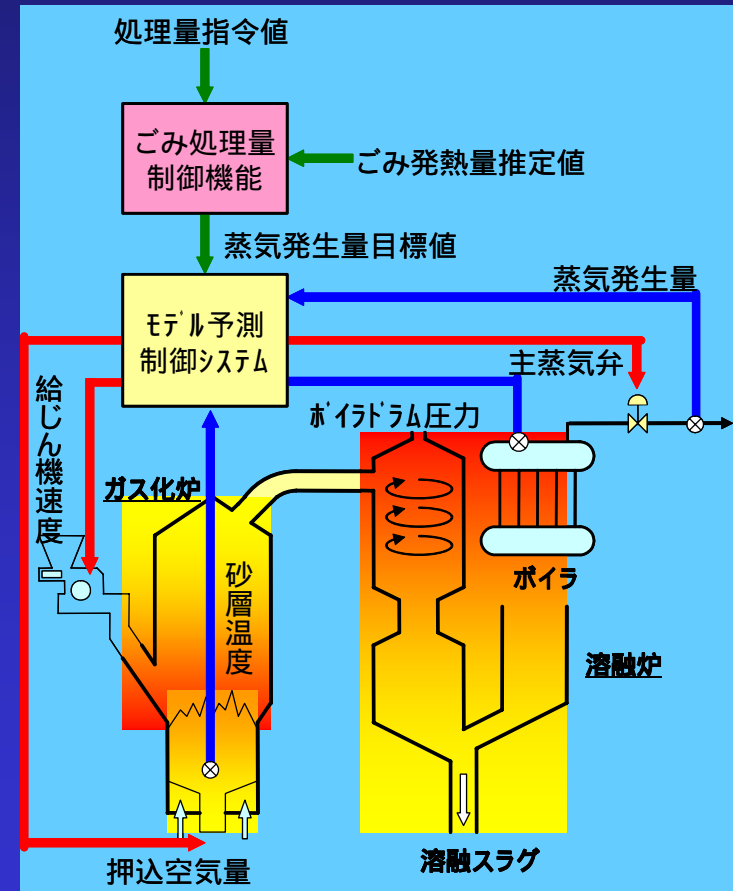 処理量指令値
ごみ処理量
制御機能
ごみ発熱量推定値
蒸気発生量目標値
蒸気発生量
ﾓﾃﾞﾙ予測
制御ｼｽﾃﾑ
主蒸気弁
給じん機速度
ﾎﾞｲﾗﾄﾞﾗﾑ圧力
ガス化炉
砂層温度
ボイラ
溶融炉
押込空気量
溶融スラグ